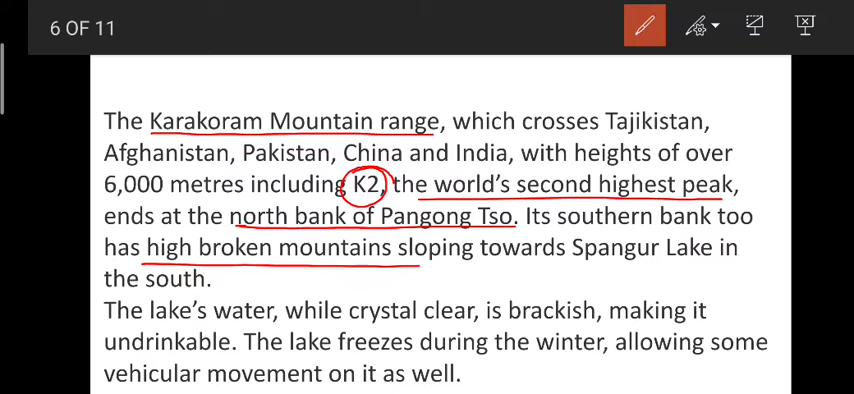 6 OF 11
The Karakoram Mountain range, which crosses Tajikistan,
Afghanistan, Pakistan, China and India, with heights of over
6,000 metres including K2, the world's second highest peak,
ends at the north bank of Pangong Tso. Its southern bank too
has high broken mountains sloping towards Spangur Lake in
the south.
The lake's water, while crystal clear, is brackish, making it
undrinkable. The lake freezes during the winter, allowing some
vehicular movement on it as well.